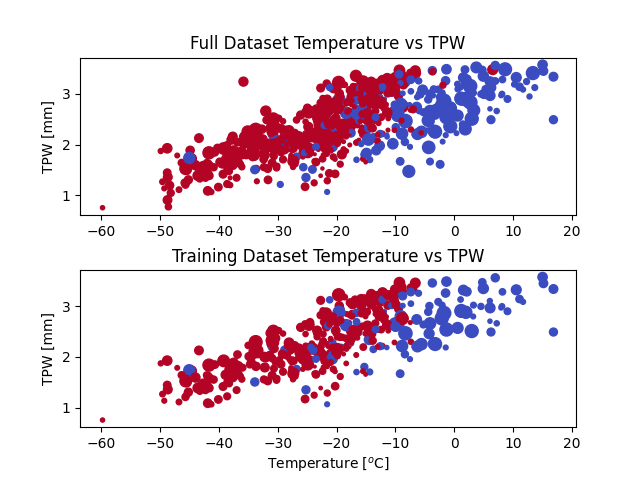 Full Dataset Temperature vs TPW
TPW [mm]
3
2
1
−60 −50 −40 −30 −20 −10 0 10 20
Training Dataset Temperature vs TPW
TPW [mm]
3
2
1
−60 −50 −40 −30 −20 −10 0 10 20
Temperature [°C]